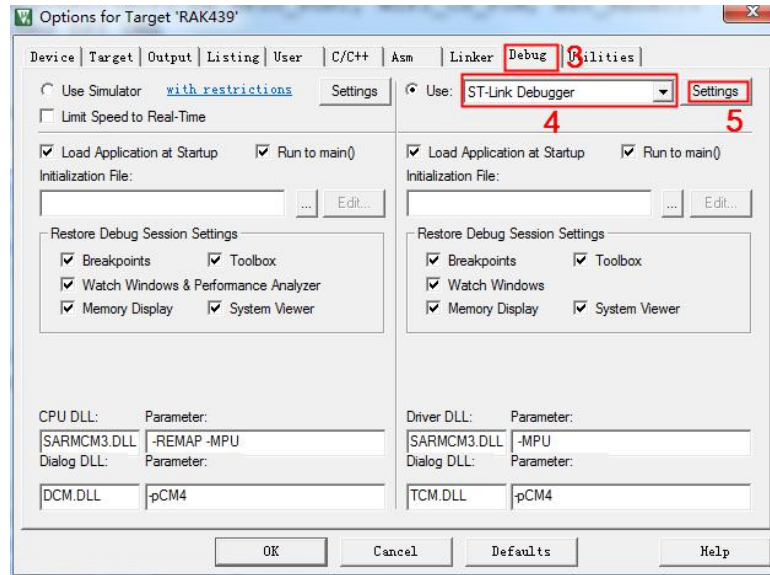 Options for Target 'RAK439'
Device Target Output Listing User C/C++ Asm Linker Debug 3 tilities
Use Simulator with restrictions Settings Use: ST-Link Debugger Settings
Limit Speed to Real-Time 4 5
Load Application at Startup Run to main() Load Application at Startup Run to main()
Initialization File: Initialization File:
... Edit... ... Edit...
Restore Debug Session Settings Restore Debug Session Settings
Breakpoints Toolbox Breakpoints Toolbox
Watch Windows & Performance Analyzer Watch Windows
Memory Display System Viewer Memory Display System Viewer
CPU DLL: Parameter: Driver DLL: Parameter:
SARMCM3.DLL -REMAP -MPU SARMCM3.DLL -MPU
Dialog DLL: Parameter: Dialog DLL: Parameter:
DCM.DLL -pCM4 TCM.DLL -pCM4
OK Cancel Defaults Help